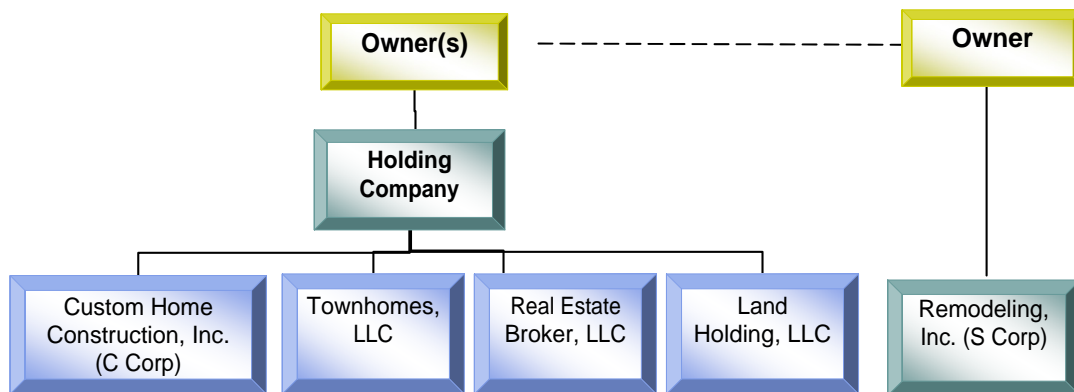 Owner(s)
Owner
Holding
Company
Custom Home
Construction, Inc.
(C Corp)
Townhomes,
LLC
Real Estate
Broker, LLC
Land
Holding, LLC
Remodeling,
Inc. (S Corp)